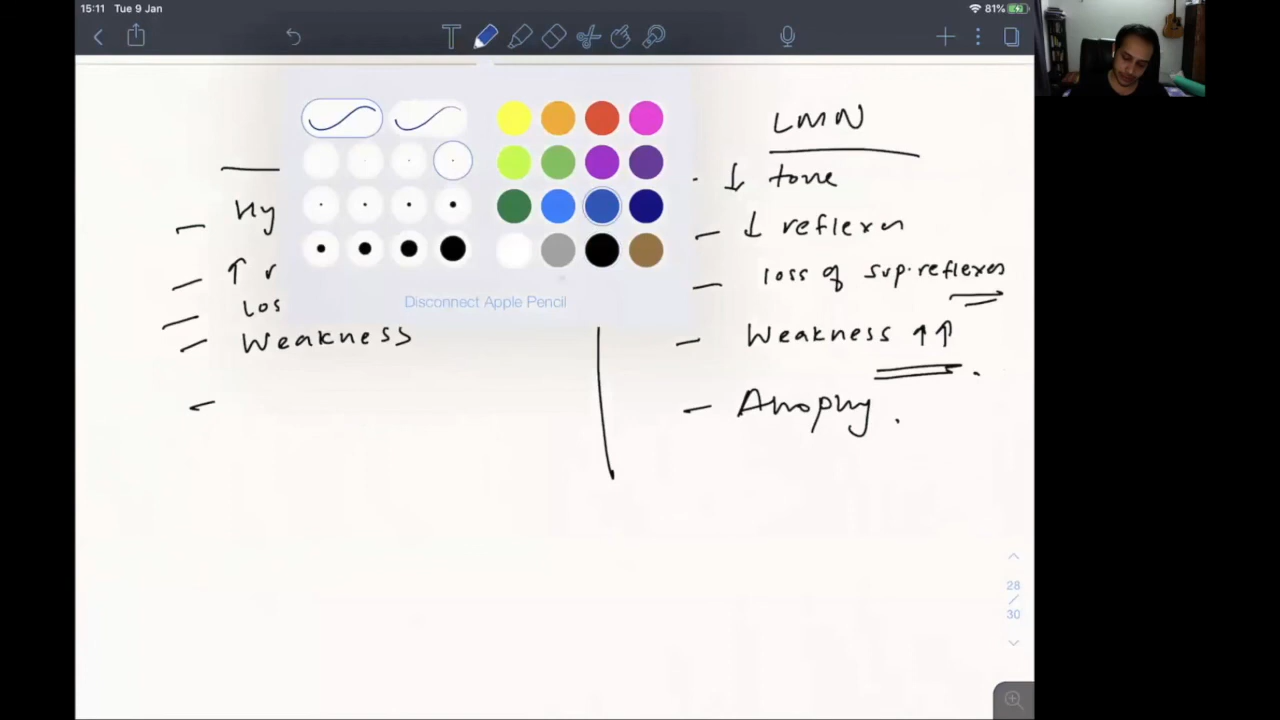 15:11 Tue 9 Jan
81%
T
LMN
↓ tone
Hy
- ↓ reflexes
- ↑ r
- loss of sup. reflexes
- Los
Disconnect Apple Pencil
- Weakness
- Weakness ↑↑
-
- Atrophy.
28
/
30